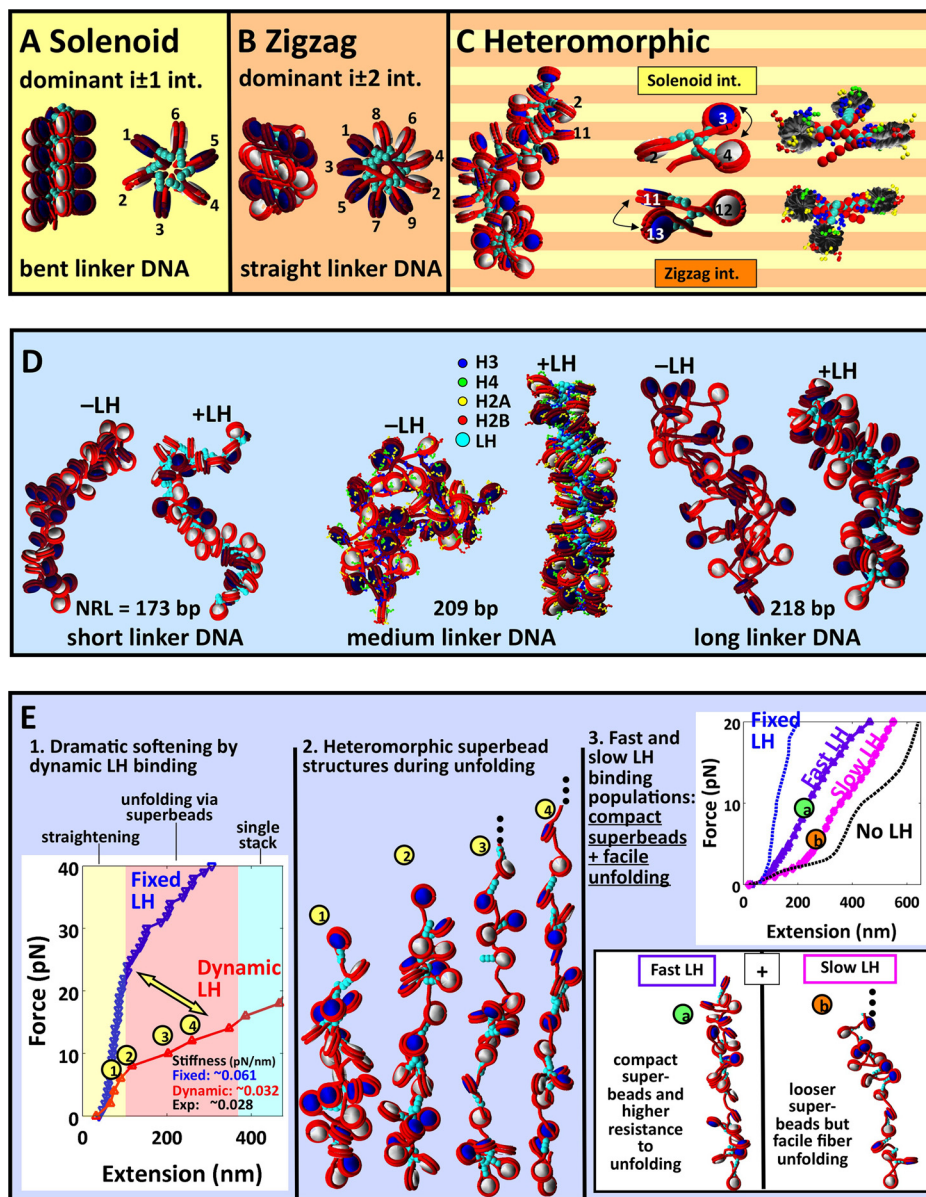 A Solenoid
dominant i±1 int.
1
6
5
2
4
3
bent linker DNA
B Zigzag
dominant i±2 int.
8
1
6
3
4
5
2
7
9
straight linker DNA
C Heteromorphic
Solenoid int.
2
11
3
2
4
11
12
13
Zigzag int.
D
–LH
+LH
NRL = 173 bp
short linker DNA
H3
H4
H2A
H2B
LH
–LH
+LH
209 bp
medium linker DNA
–LH
+LH
218 bp
long linker DNA
E
1. Dramatic softening by
dynamic LH binding
unfolding via
superbeads
straightening
single
stack
Fixed
LH
Dynamic
LH
1
2
3
4
Stiffness (pN/nm)
Fixed: ~0.061
Dynamic: ~0.032
Exp: ~0.028
40
30
20
10
0
0
100
200
300
400
Force (pN)
Extension (nm)
2. Heteromorphic superbead
structures during unfolding
1
2
3
4
3. Fast and
slow LH
binding
populations:
compact
superbeads
+ facile
unfolding
Fixed
LH
Fast LH
Slow LH
No LH
a
b
20
10
0
0
200
400
600
Force (pN)
Extension (nm)
Fast LH
+
Slow LH
a
compact
super-
beads and
higher
resistance
to
unfolding
b
looser
super-
beads but
facile fiber
unfolding